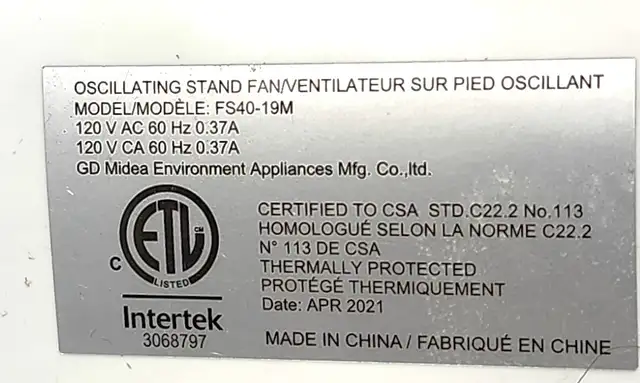 OSCILLATING STAND FAN/VENTILATEUR SUR PIED OSCILLANT
MODEL/MODÈLE: FS40-19M
120 V AC 60 Hz 0.37A
120 V CA 60 Hz 0.37A
GD Midea Environment Appliances Mfg. Co.,ltd.
ETL
C
LISTED
Intertek
3068797
CERTIFIED TO CSA STD.C22.2 No.113
HOMOLOGUÉ SELON LA NORME C22.2
N° 113 DE CSA
THERMALLY PROTECTED
PROTÉGÉ THERMIQUEMENT
Date: APR 2021
MADE IN CHINA / FABRIQUÉ EN CHINE